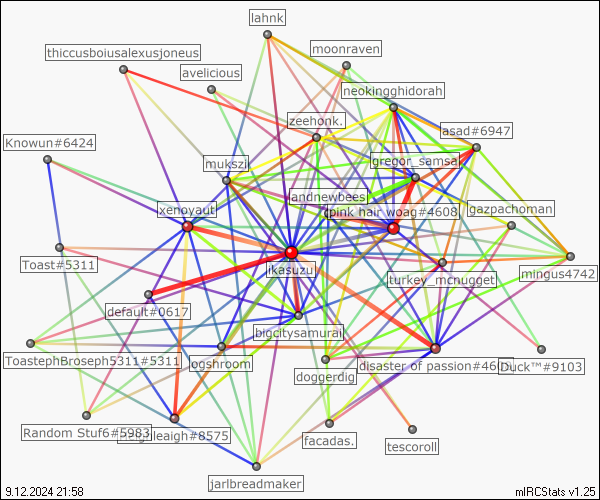 lahnk
thiccusboiusalexusjoneus
moonraven
avelicious
neokingghidorah
zeehonk.
asad#6947
Knowun#6424
mukszii
gregor_samsa
andnewbees
xenoyaut
pink hair woag#4608
gazpachoman
Toast#5311
ikasuzu
turkey_mcnugget
mingus4742
default#0617
bigcitysamurai
ToastephBroseph5311#5311
ogshroom
doggerdig
disaster of passion#46
Duck™#9103
Random Stuf6#5983
leigh#8575
facadas.
tescoroll
jarlbreadmaker
9.12.2024 21:58
mIRCStats v1.25